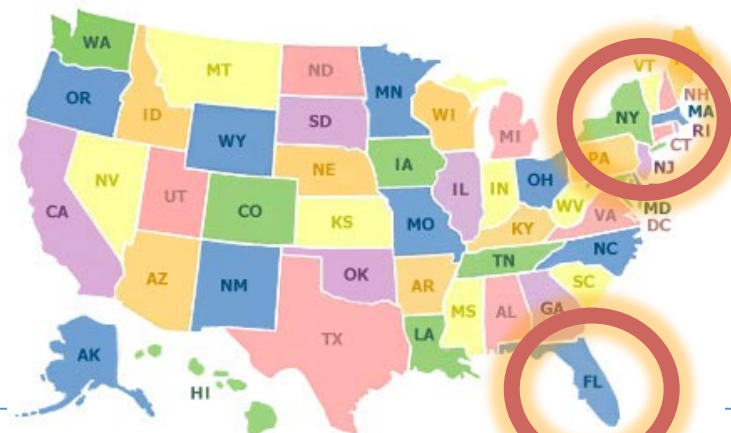 WA
MT
ND
MN
VT
NH
MA
RI
CT
NJ
NY
PA
MD
DC
OR
ID
WY
SD
WI
MI
NE
IA
IL
IN
OH
WV
VA
NV
UT
CO
KS
MO
KY
CA
AZ
NM
OK
AR
TN
NC
SC
MS
AL
GA
TX
LA
FL
AK
HI